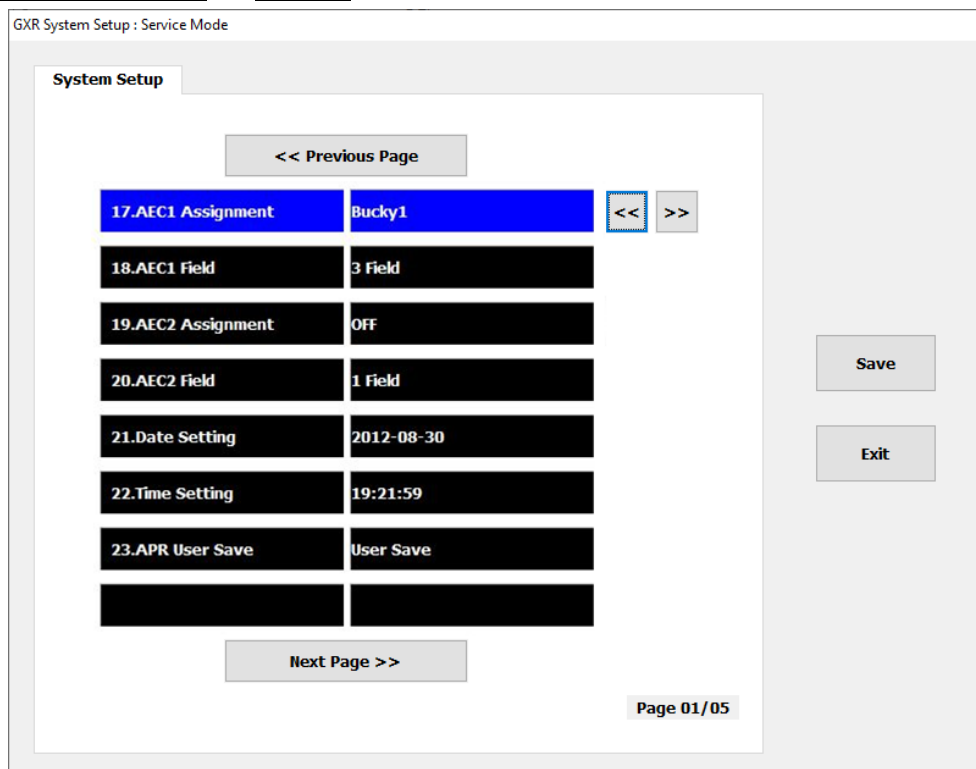 GXR System Setup : Service Mode
System Setup
<< Previous Page
17.AEC1 Assignment Bucky1 << >>
18.AEC1 Field 3 Field
19.AEC2 Assignment OFF
20.AEC2 Field 1 Field
Save
21.Date Setting 2012-08-30
Exit
22.Time Setting 19:21:59
23.APR User Save User Save
Next Page >>
Page 01/05